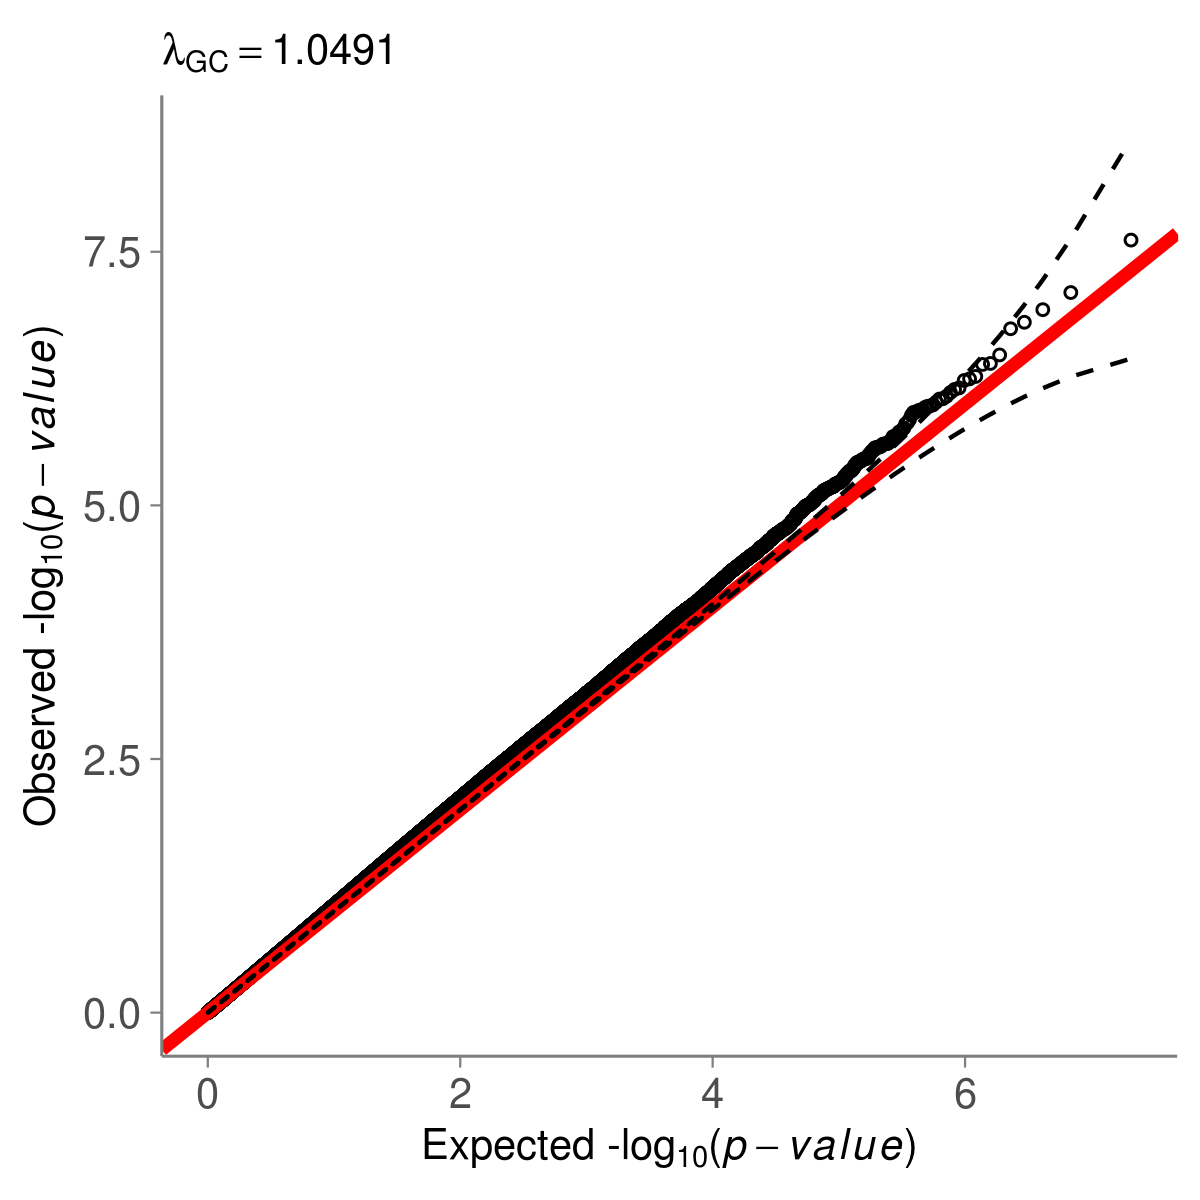 λGC = 1.0491
7.5
5.0
2.5
0.0
Observed -log10(p − value)
0 2 4 6
Expected -log10(p − value)